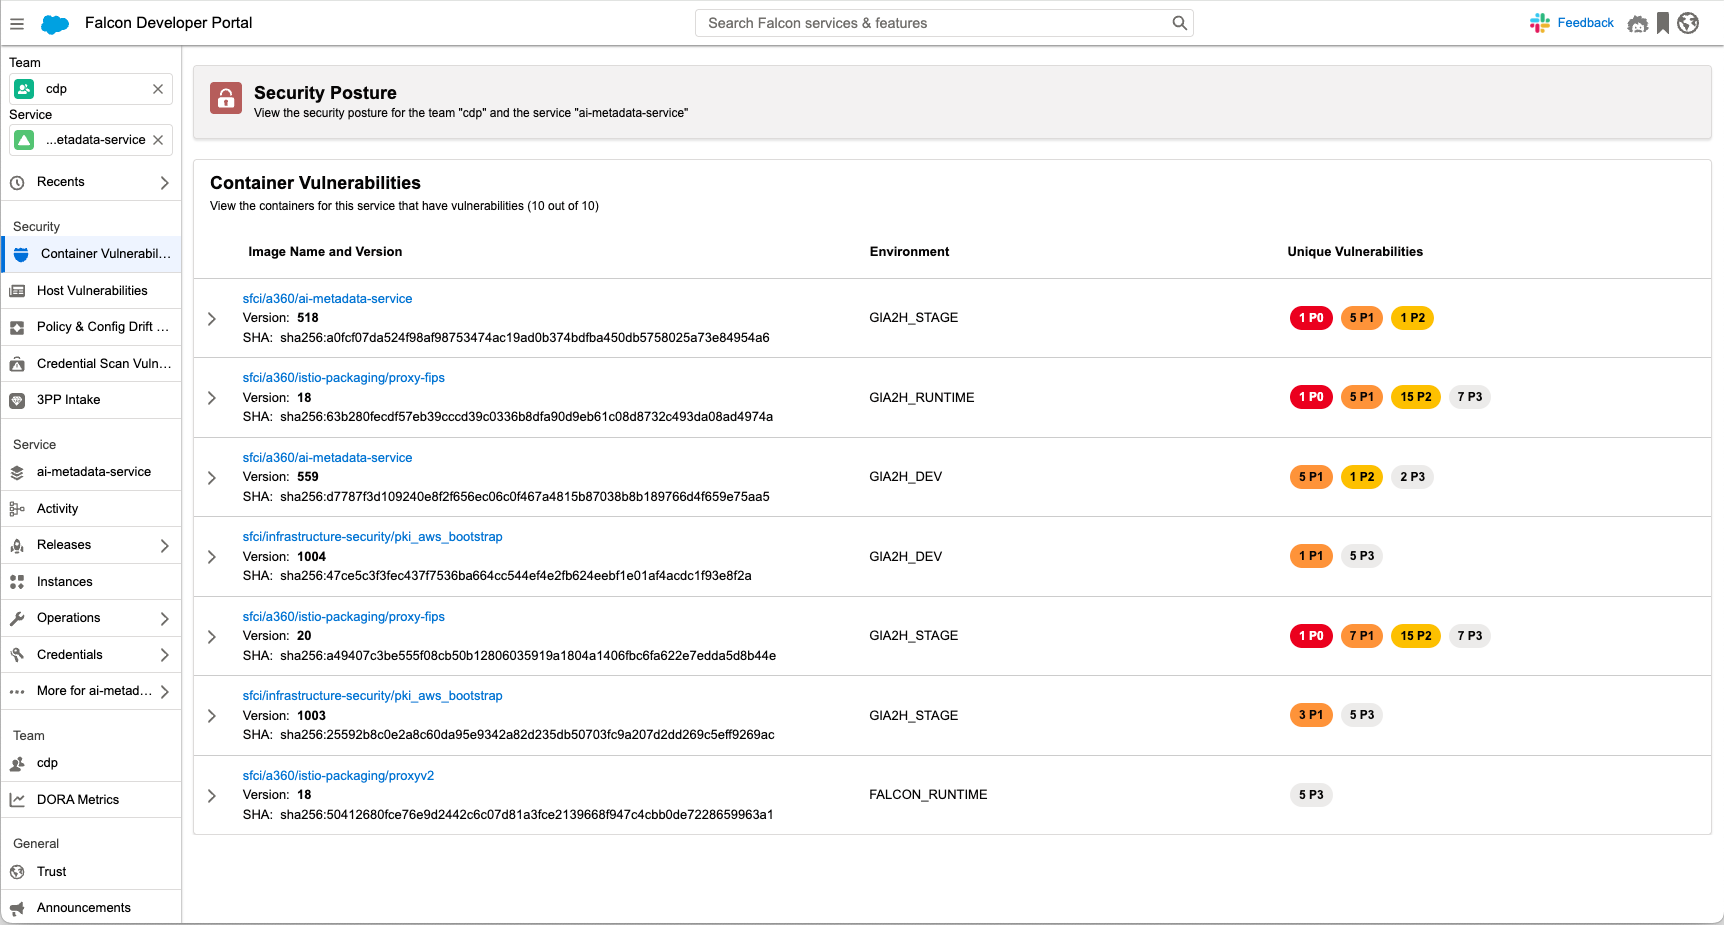 Falcon Developer Portal
Search Falcon services & features
Feedback
Team
cdp
Service
...etadata-service
Recents
Security
Container Vulnerabil...
Host Vulnerabilities
Policy & Config Drift ...
Credential Scan Vuln...
3PP Intake
Service
ai-metadata-service
Activity
Releases
Instances
Operations
Credentials
More for ai-metad...
Team
cdp
DORA Metrics
General
Trust
Announcements
Security Posture
View the security posture for the team "cdp" and the service "ai-metadata-service"
Container Vulnerabilities
View the containers for this service that have vulnerabilities (10 out of 10)
Image Name and Version Environment Unique Vulnerabilities
sfci/a360/ai-metadata-service
Version: 518 GIA2H_STAGE 1 P0 5 P1 1 P2
SHA: sha256:a0fcf07da524f98af98753474ac19ad0b374bdfba450db5758025a73e84954a6
sfci/a360/istio-packaging/proxy-fips
Version: 18 GIA2H_RUNTIME 1 P0 5 P1 15 P2 7 P3
SHA: sha256:63b280fecdf57eb39cccd39c0336b8dfa90d9eb61c08d8732c493da08ad4974a
sfci/a360/ai-metadata-service
Version: 559 GIA2H_DEV 5 P1 1 P2 2 P3
SHA: sha256:d7787f3d109240e8f2f656ec06c0f467a4815b87038b8b189766d4f659e75aa5
sfci/infrastructure-security/pki_aws_bootstrap
Version: 1004 GIA2H_DEV 1 P1 5 P3
SHA: sha256:47ce5c3f3fec437f7536ba664cc544ef4e2fb624eebf1e01af4acdc1f93e8f2a
sfci/a360/istio-packaging/proxy-fips
Version: 20 GIA2H_STAGE 1 P0 7 P1 15 P2 7 P3
SHA: sha256:a49407c3be555f08cb50b12806035919a1804a1406fbc6fa622e7edda5d8b44e
sfci/infrastructure-security/pki_aws_bootstrap
Version: 1003 GIA2H_STAGE 3 P1 5 P3
SHA: sha256:25592b8c0e2a8c60da95e9342a82d235db50703fc9a207d2dd269c5eff9269ac
sfci/a360/istio-packaging/proxyv2
Version: 18 FALCON_RUNTIME 5 P3
SHA: sha256:50412680fce76e9d2442c6c07d81a3fce2139668f947c4cbb0de7228659963a1